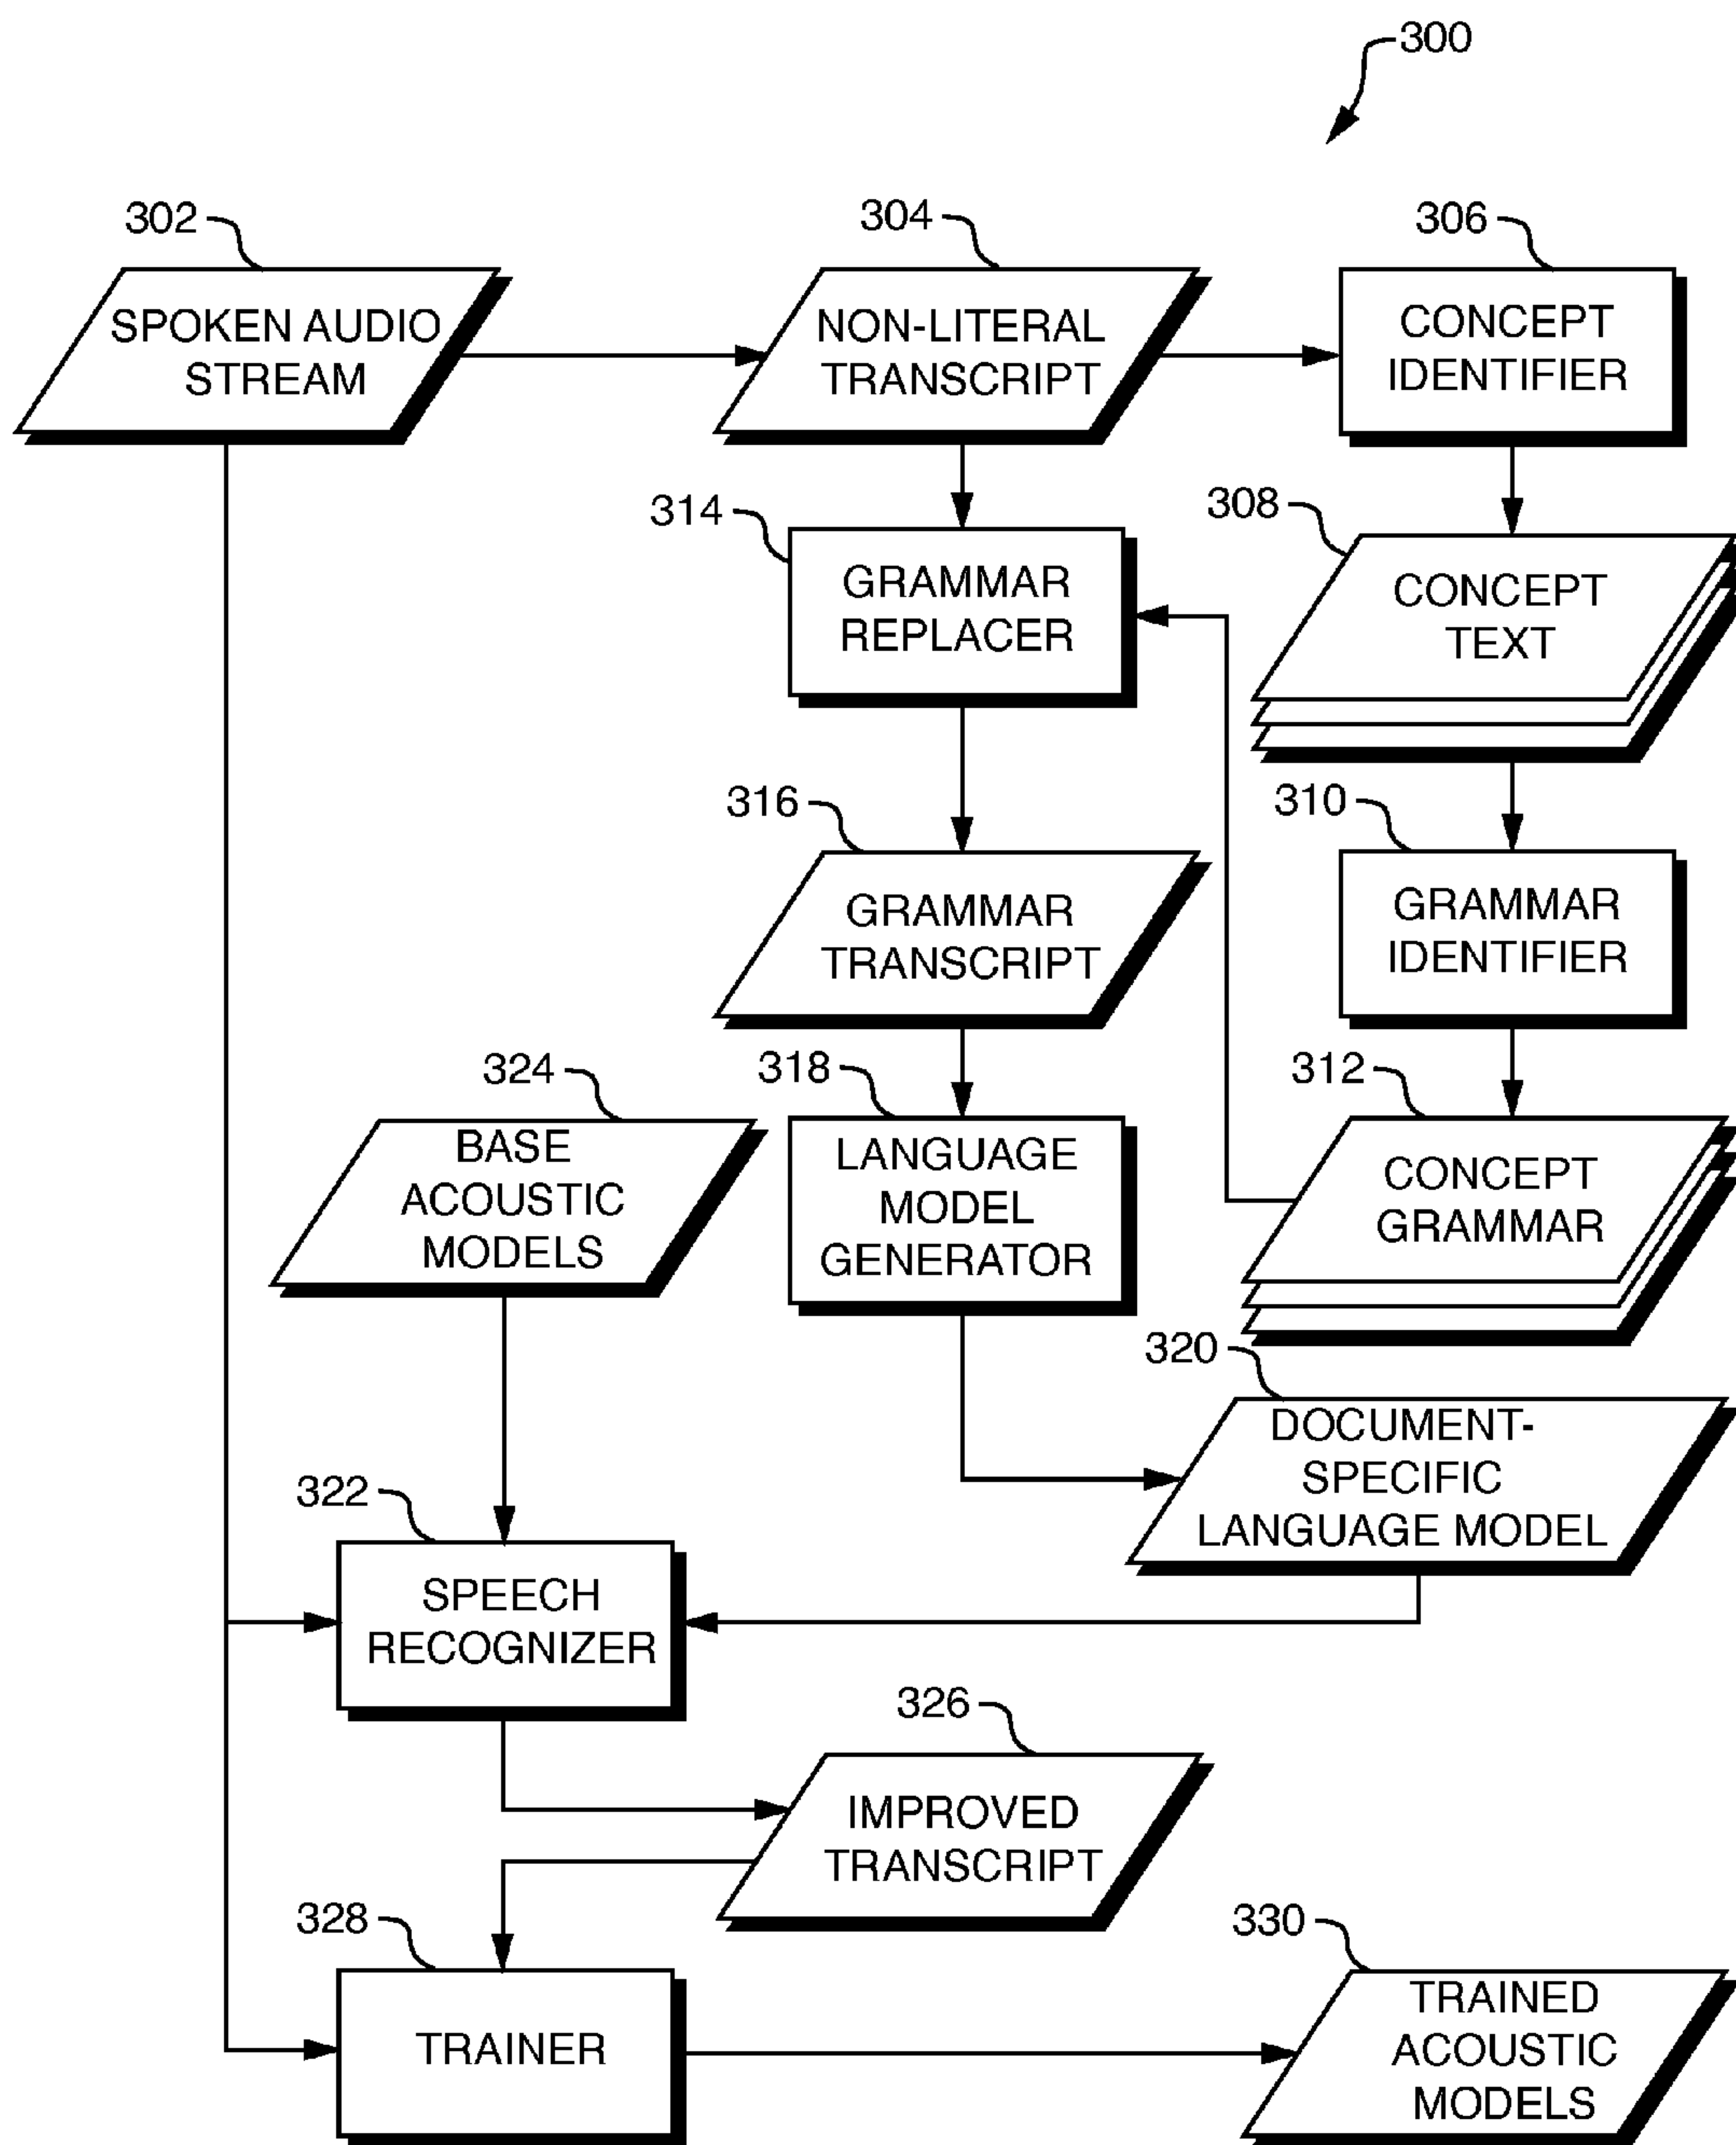 300
302
304
306
SPOKEN AUDIO
STREAM
NON-LITERAL
TRANSCRIPT
CONCEPT
IDENTIFIER
314
308
GRAMMAR
REPLACER
CONCEPT
TEXT
316
310
GRAMMAR
TRANSCRIPT
GRAMMAR
IDENTIFIER
324
318
312
BASE
ACOUSTIC
MODELS
LANGUAGE
MODEL
GENERATOR
CONCEPT
GRAMMAR
320
DOCUMENT-
SPECIFIC
LANGUAGE MODEL
322
SPEECH
RECOGNIZER
326
IMPROVED
TRANSCRIPT
328
330
TRAINER
TRAINED
ACOUSTIC
MODELS